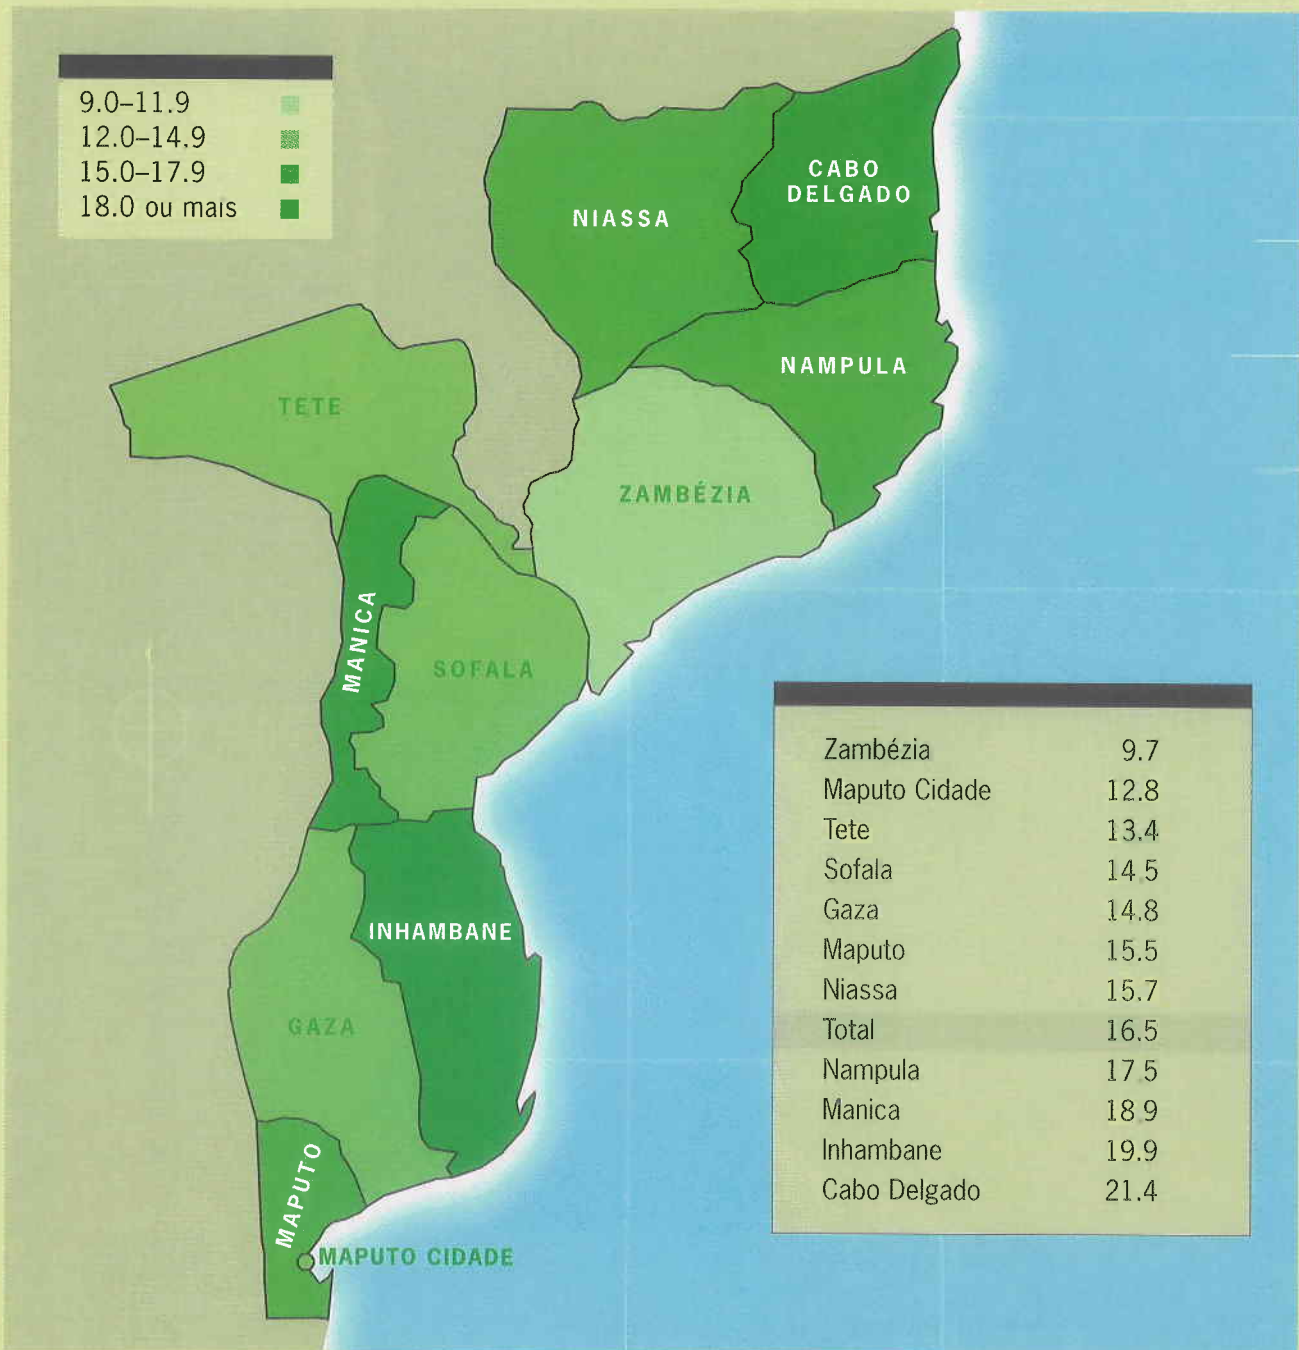 9.0–11.9
12.0–14.9
15.0–17.9
18.0 ou mais
CABO
DELGADO
NIASSA
NAMPULA
TETE
ZAMBÉZIA
MANICA
SOFALA
INHAMBANE
GAZA
MAPUTO
MAPUTO CIDADE
Zambézia 9.7
Maputo Cidade 12.8
Tete 13.4
Sofala 14.5
Gaza 14.8
Maputo 15.5
Niassa 15.7
Total 16.5
Nampula 17.5
Manica 18.9
Inhambane 19.9
Cabo Delgado 21.4